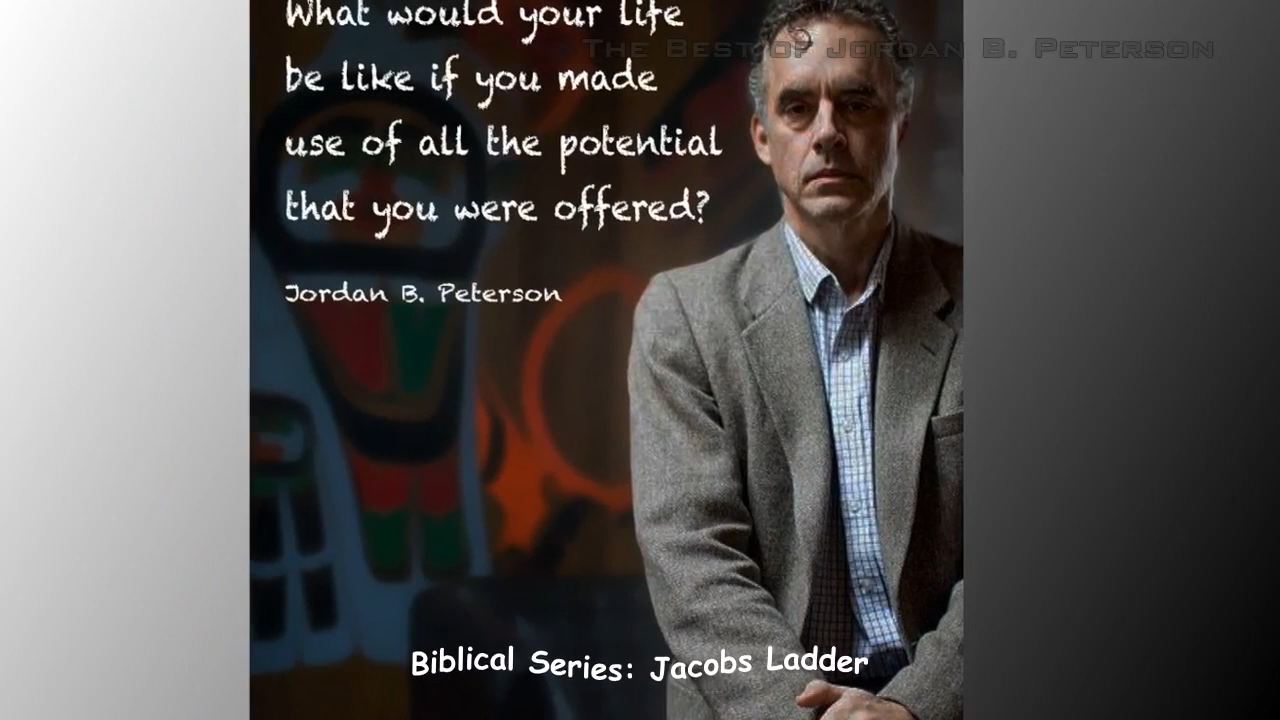 The Best of Jordan B. Peterson
What would your life
be like if you made
use of all the potential
that you were offered?
Jordan B. Peterson
Biblical Series: Jacobs Ladder